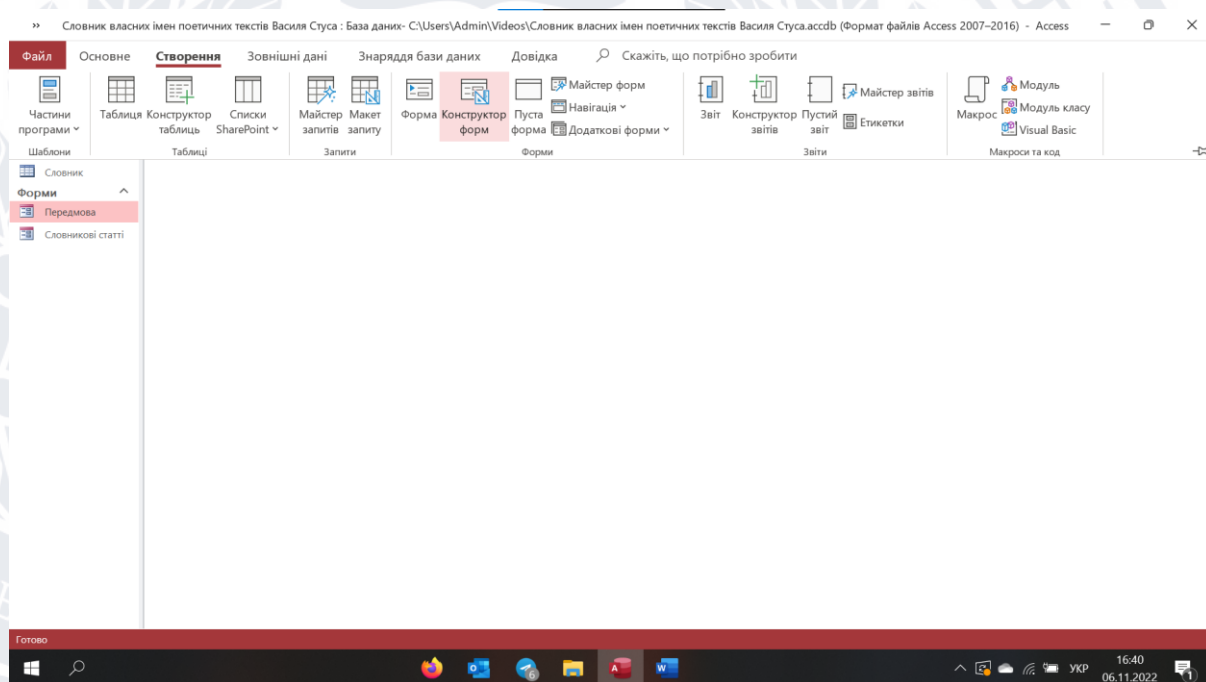 ›› Словник власних імен поетичних текстів Василя Стуса : База даних- C:\Users\Admin\Videos\Словник власних імен поетичних текстів Василя Стуса.accdb (Формат файлів Access 2007–2016) - Access
Файл Основне Створення Зовнішні дані Знаряддя бази даних Довідка Скажіть, що потрібно зробити
Частини програми
Шаблони
Таблиця Конструктор таблиць Списки SharePoint
Таблиці
Майстер запитів Макет запиту
Запити
Форма Конструктор форм Пуста форма
Майстер форм
Навігація
Додаткові форми
Форми
Звіт Конструктор звітів Пустий звіт
Майстер звітів
Етикетки
Звіти
Макрос
Модуль
Модуль класу
Visual Basic
Макроси та код
Словник
Форми
Передмова
Словникові статті
Готово
6 A W УКР 16:40
06.11.2022 1